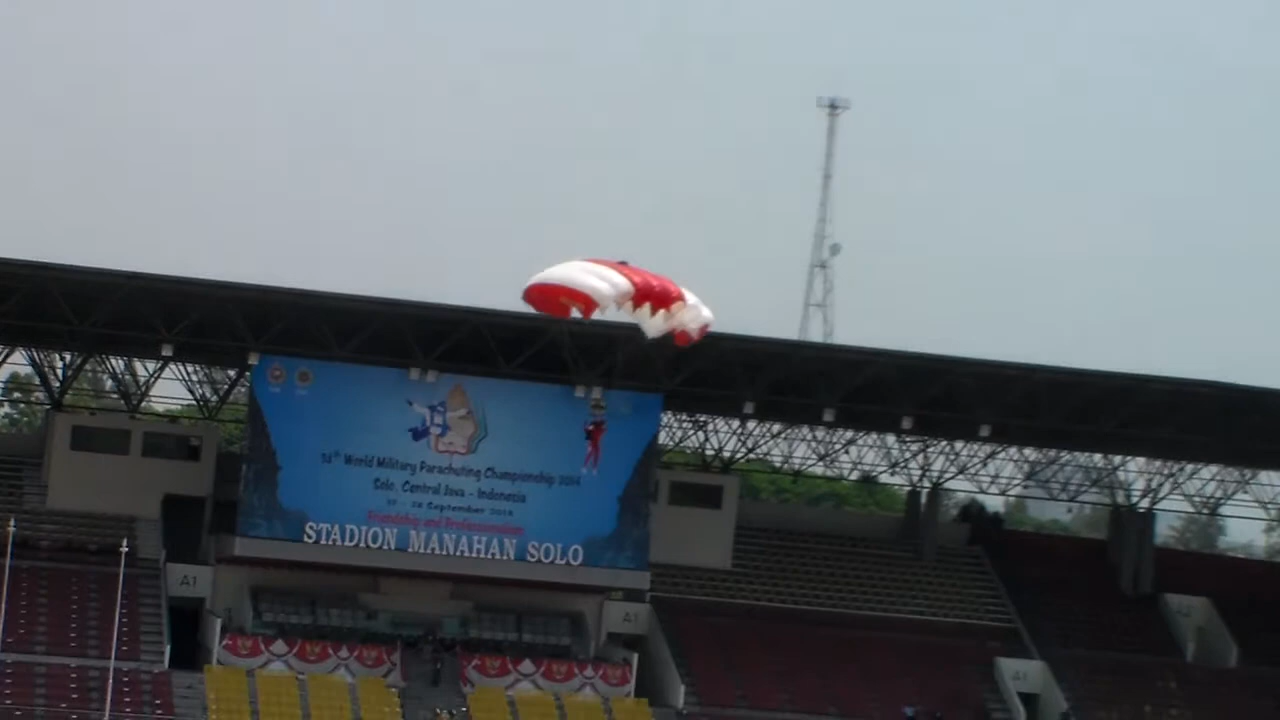 World Military Parachuting Championship 2014
Solo, Central Java - Indonesia
September 2014
Friendship and Professionalism
STADION MANAHAN SOLO
A1
A1
A1